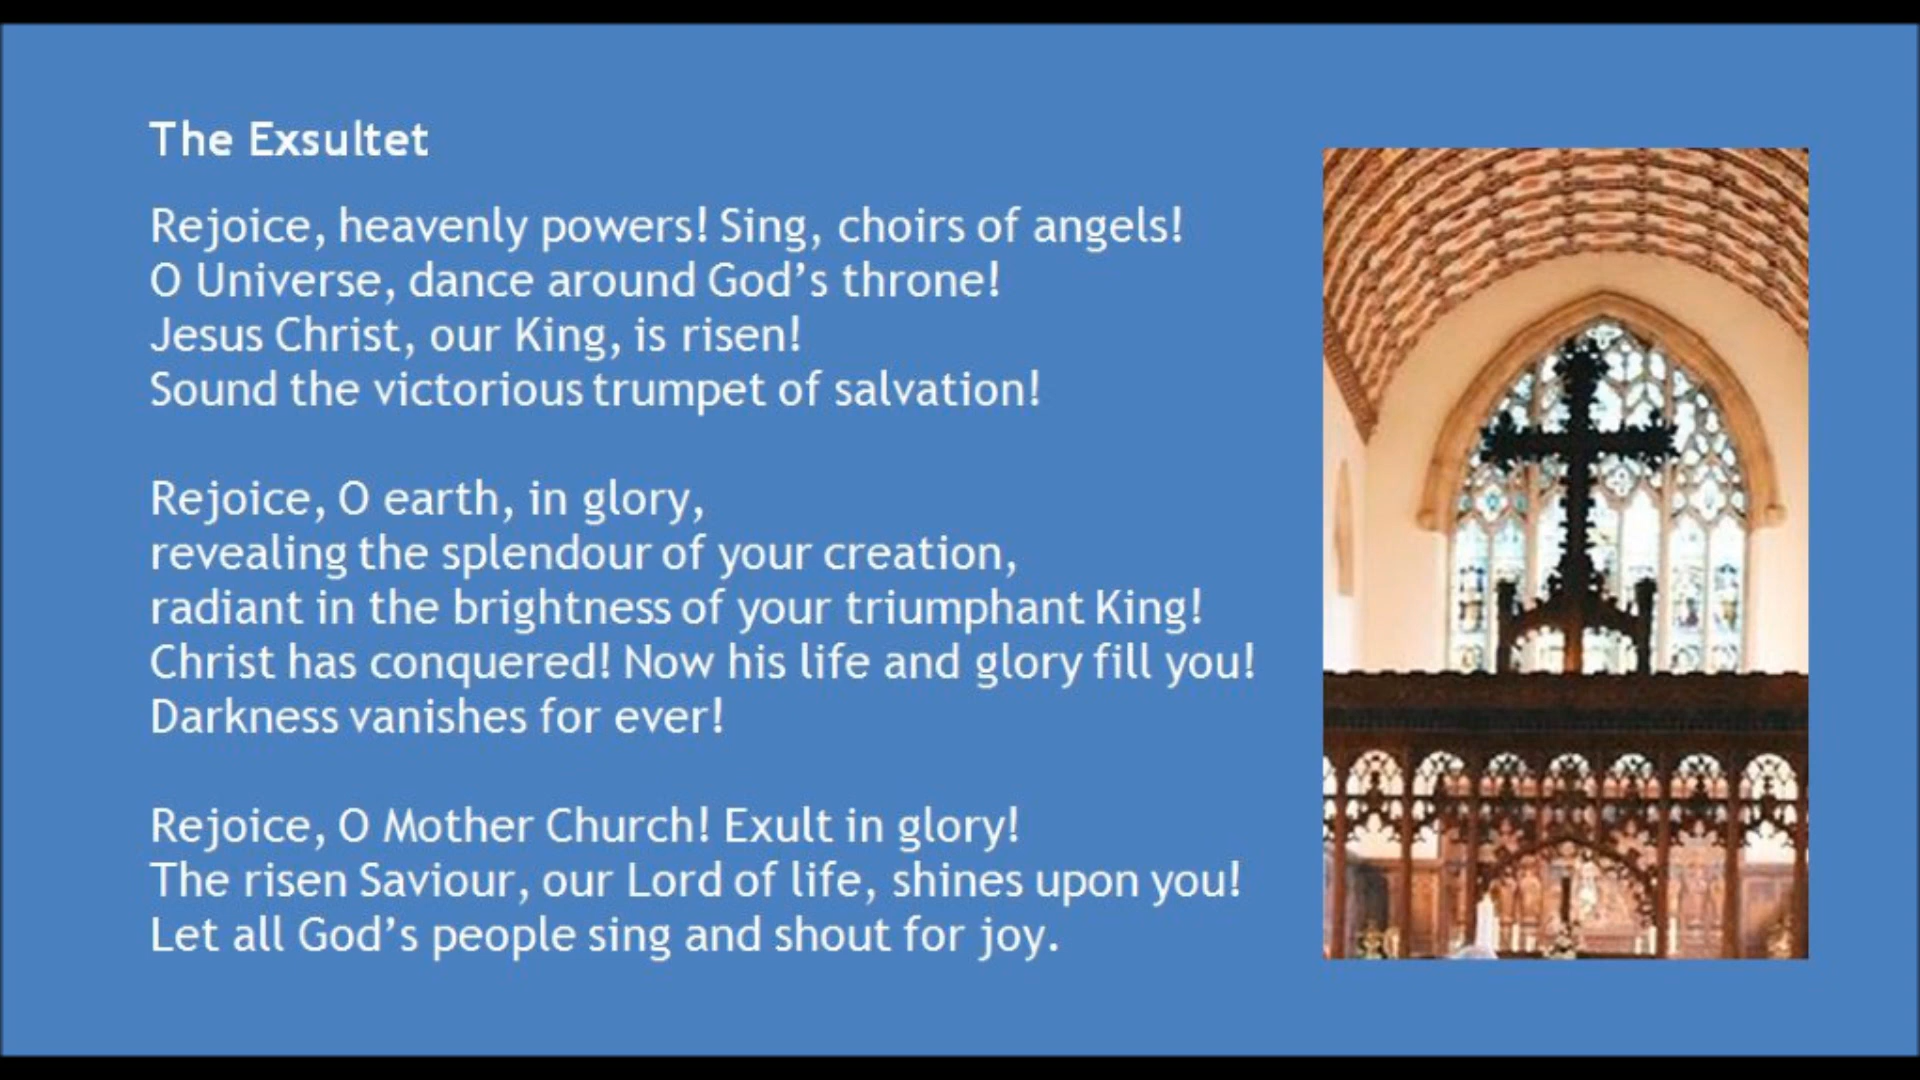 The Exsultet
Rejoice, heavenly powers! Sing, choirs of angels!
O Universe, dance around God’s throne!
Jesus Christ, our King, is risen!
Sound the victorious trumpet of salvation!
Rejoice, O earth, in glory,
revealing the splendour of your creation,
radiant in the brightness of your triumphant King!
Christ has conquered! Now his life and glory fill you!
Darkness vanishes for ever!
Rejoice, O Mother Church! Exult in glory!
The risen Saviour, our Lord of life, shines upon you!
Let all God’s people sing and shout for joy.